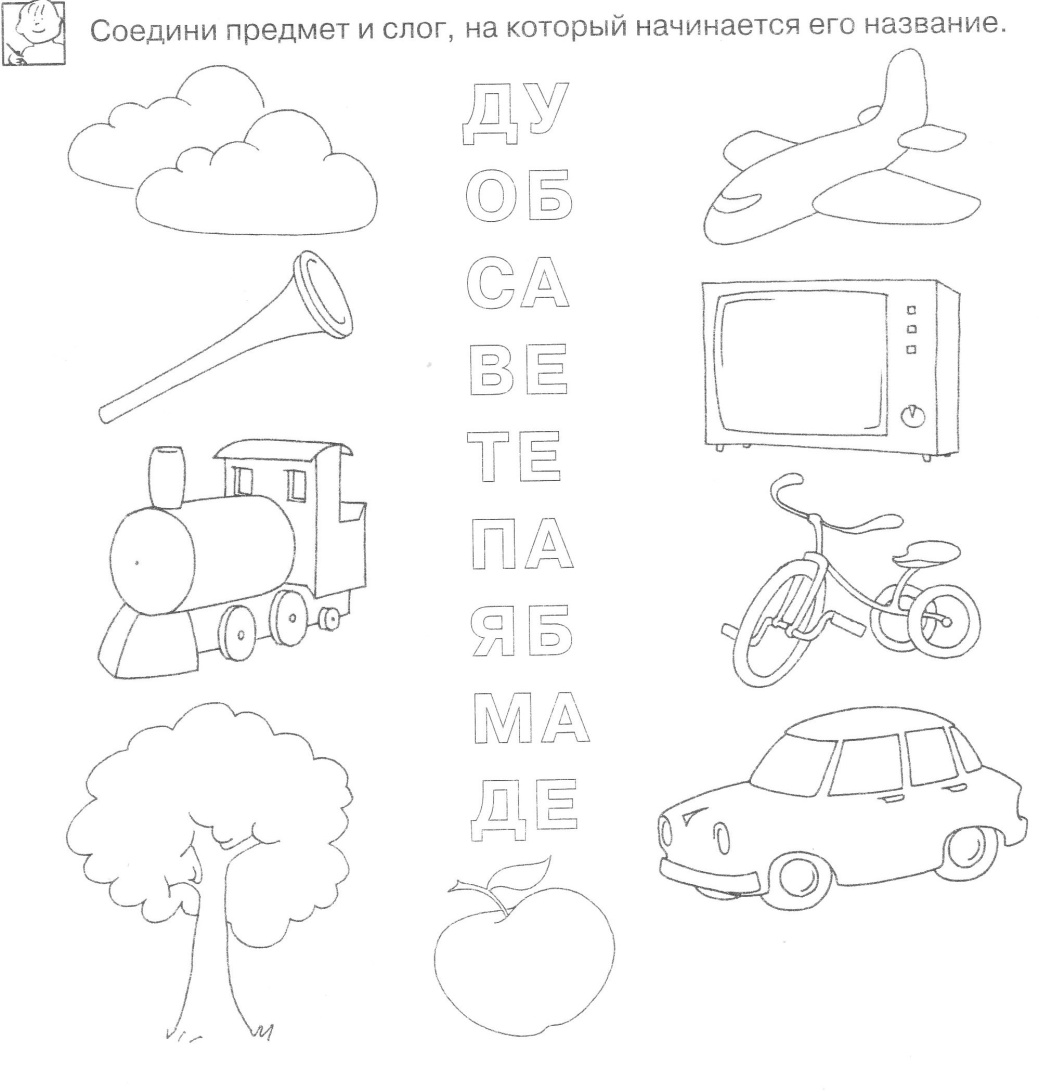 Соедини предмет и слог, на который начинается его название.
ДУ
ОБ
СА
ВЕ
ТЕ
ПА
ЯБ
МА
ДЕ